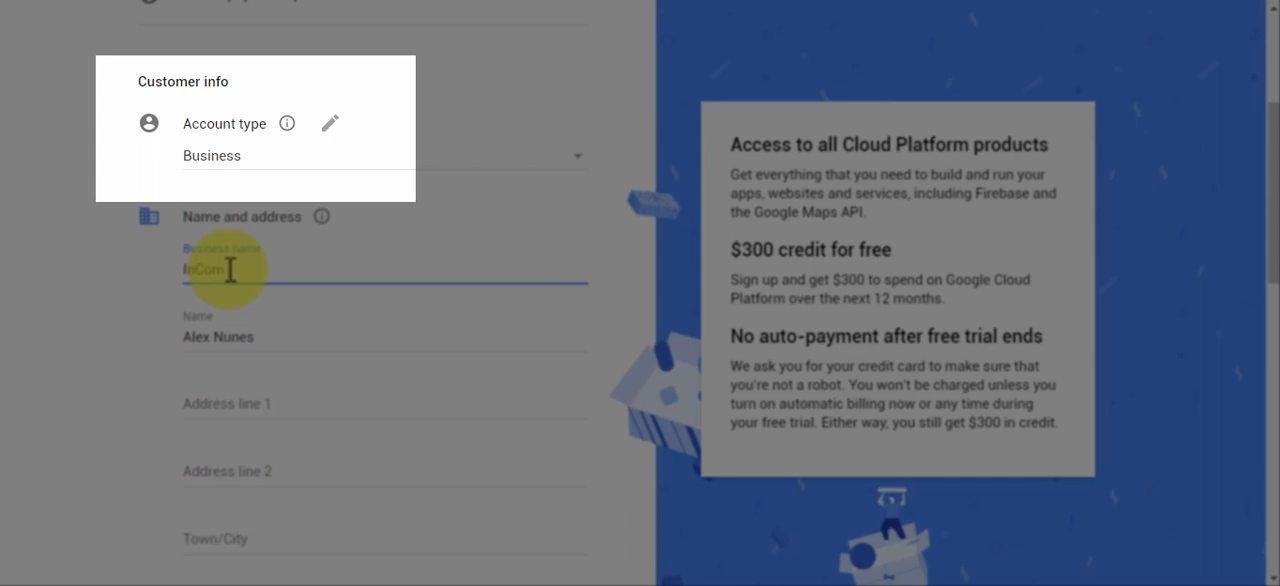 Customer info
Account type
Business
Name and address
Business name
InCom
Name
Alex Nunes
Address line 1
Address line 2
Town/City
Access to all Cloud Platform products
Get everything that you need to build and run your
apps, websites and services, including Firebase and
the Google Maps API.
$300 credit for free
Sign up and get $300 to spend on Google Cloud
Platform over the next 12 months.
No auto-payment after free trial ends
We ask you for your credit card to make sure that
you're not a robot. You won't be charged unless you
turn on automatic billing now or any time during
your free trial. Either way, you still get $300 in credit.